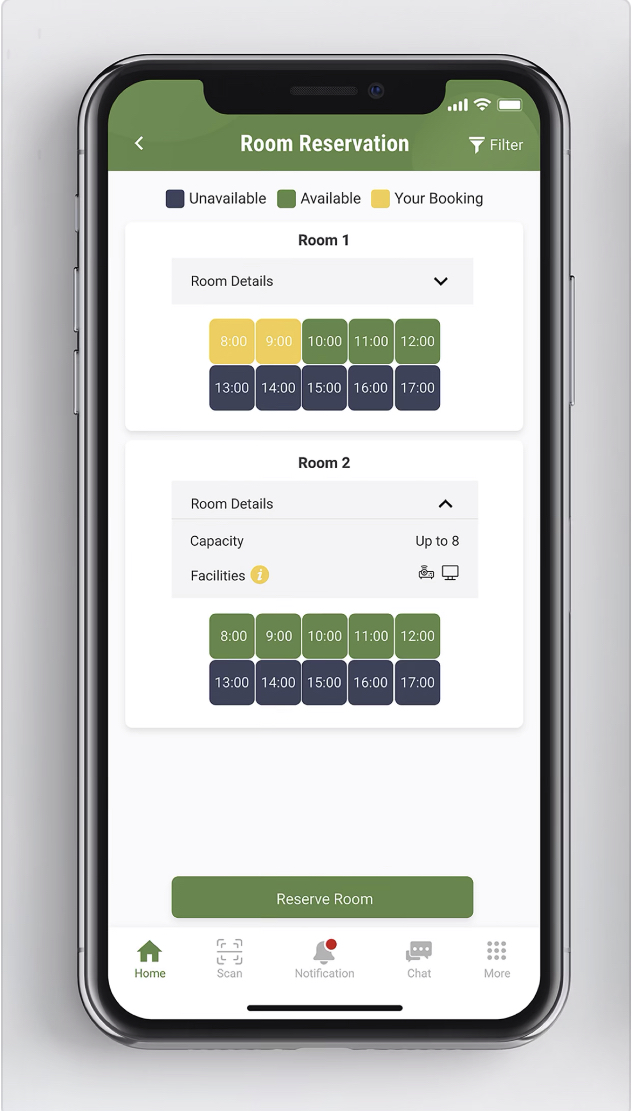 Room Reservation
Filter
Unavailable Available Your Booking
Room 1
Room Details
8:00 9:00 10:00 11:00 12:00
13:00 14:00 15:00 16:00 17:00
Room 2
Room Details
Capacity Up to 8
Facilities i
8:00 9:00 10:00 11:00 12:00
13:00 14:00 15:00 16:00 17:00
Reserve Room
Home Scan Notification Chat More